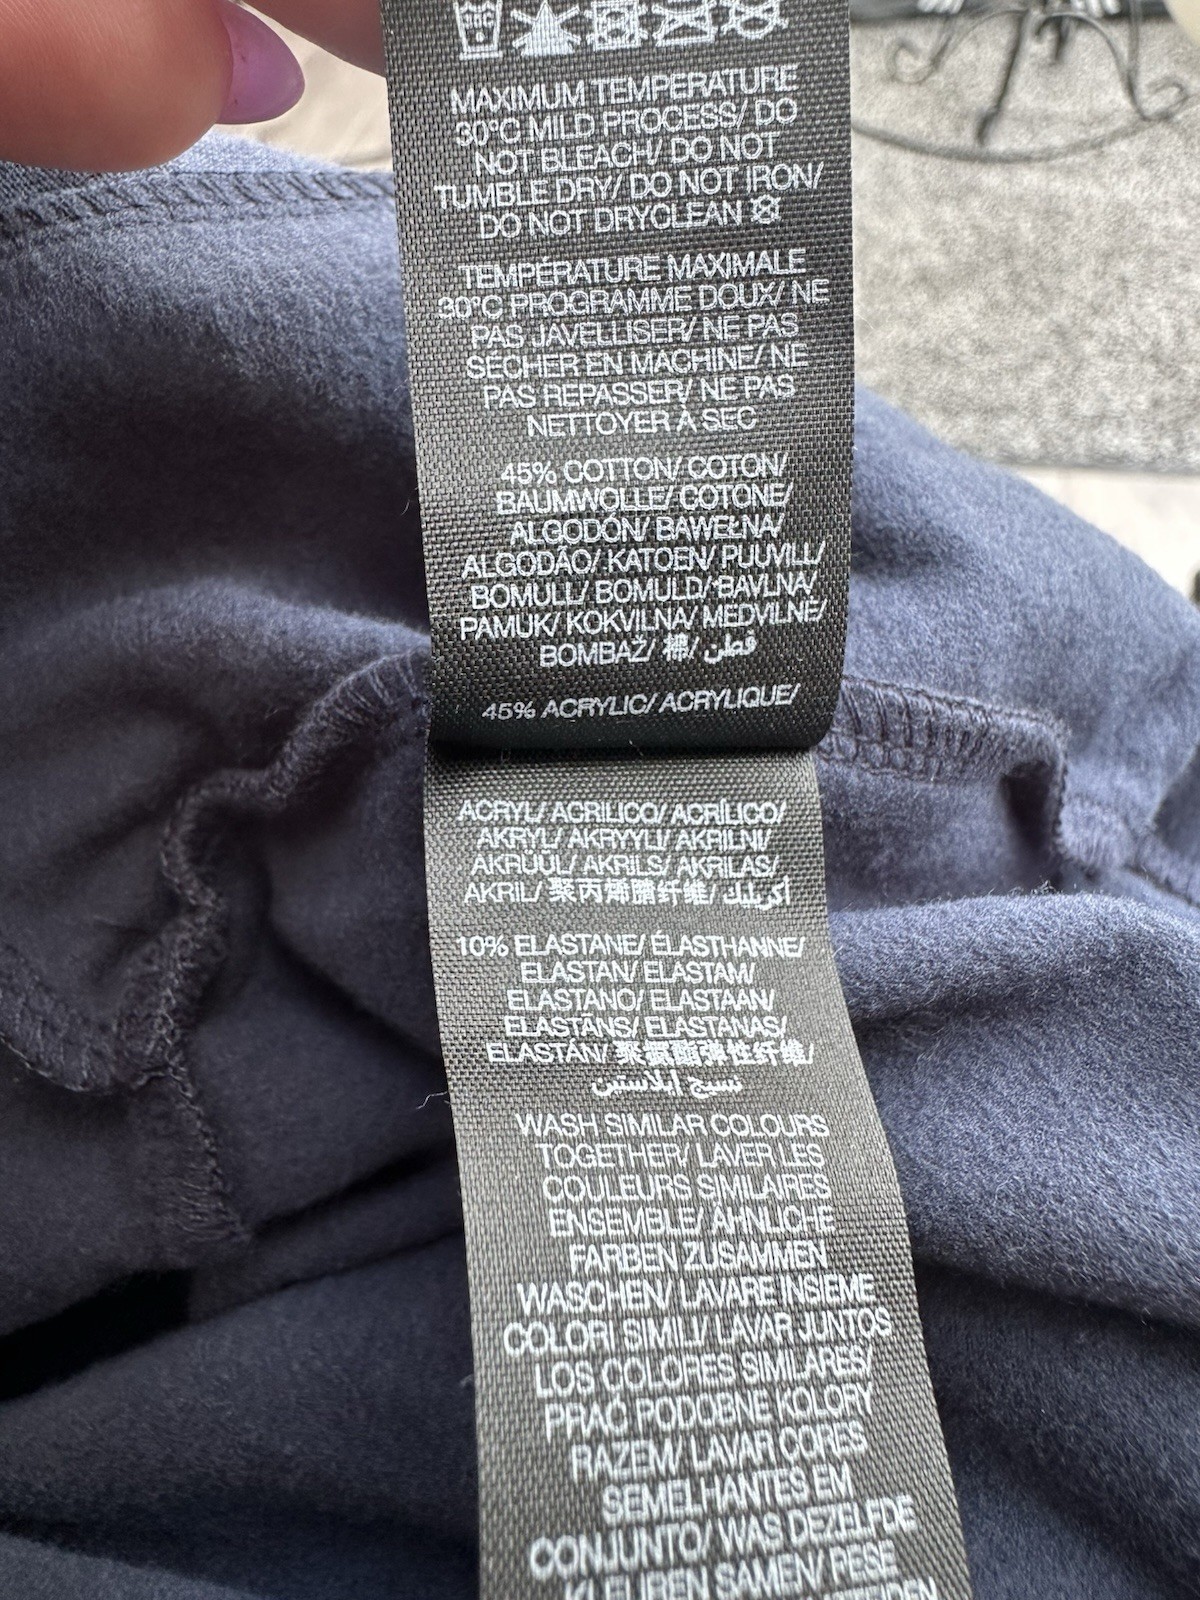 30°C
MAXIMUM TEMPERATURE
30°C MILD PROCESS/ DO
NOT BLEACH/ DO NOT
TUMBLE DRY/ DO NOT IRON/
DO NOT DRYCLEAN
TEMPÉRATURE MAXIMALE
30°C PROGRAMME DOUX/ NE
PAS JAVELLISER/ NE PAS
SÉCHER EN MACHINE/ NE
PAS REPASSER/ NE PAS
NETTOYER À SEC
45% COTTON/ COTON/
BAUMWOLLE/ COTONE/
ALGODÓN/ BAWEŁNA/
ALGODÃO/ KATOEN/ PUUVILL/
BOMULL/ BOMULD/ BAVLNA/
PAMUK/ KOKVILNA/ MEDVILNĖ/
BOMBAŽ/ 棉/ قطن
45% ACRYLIC/ ACRYLIQUE/
ACRYL/ ACRILICO/ ACRÍLICO/
AKRYL/ AKRYYLI/ AKRILNI/
AKRÜÜL/ AKRILS/ AKRILAS/
AKRIL/ 聚丙烯腈纤维/ أكريليك
10% ELASTANE/ ÉLASTHANNE/
ELASTAN/ ELASTAM/
ELASTANO/ ELASTAAN/
ELASTĀNS/ ELASTANAS/
ELASTÁN/ 聚氨酯弹性纤维/
نسيج إيلاستين
WASH SIMILAR COLOURS
TOGETHER/ LAVER LES
COULEURS SIMILAIRES
ENSEMBLE/ ÄHNLICHE
FARBEN ZUSAMMEN
WASCHEN/ LAVARE INSIEME
COLORI SIMILI/ LAVAR JUNTOS
LOS COLORES SIMILARES/
PRAĆ PODOBNE KOLORY
RAZEM/ LAVAR CORES
SEMELHANTES EM
CONJUNTO/ WAS DEZELFDE
KLEUREN SAMEN/ PESE